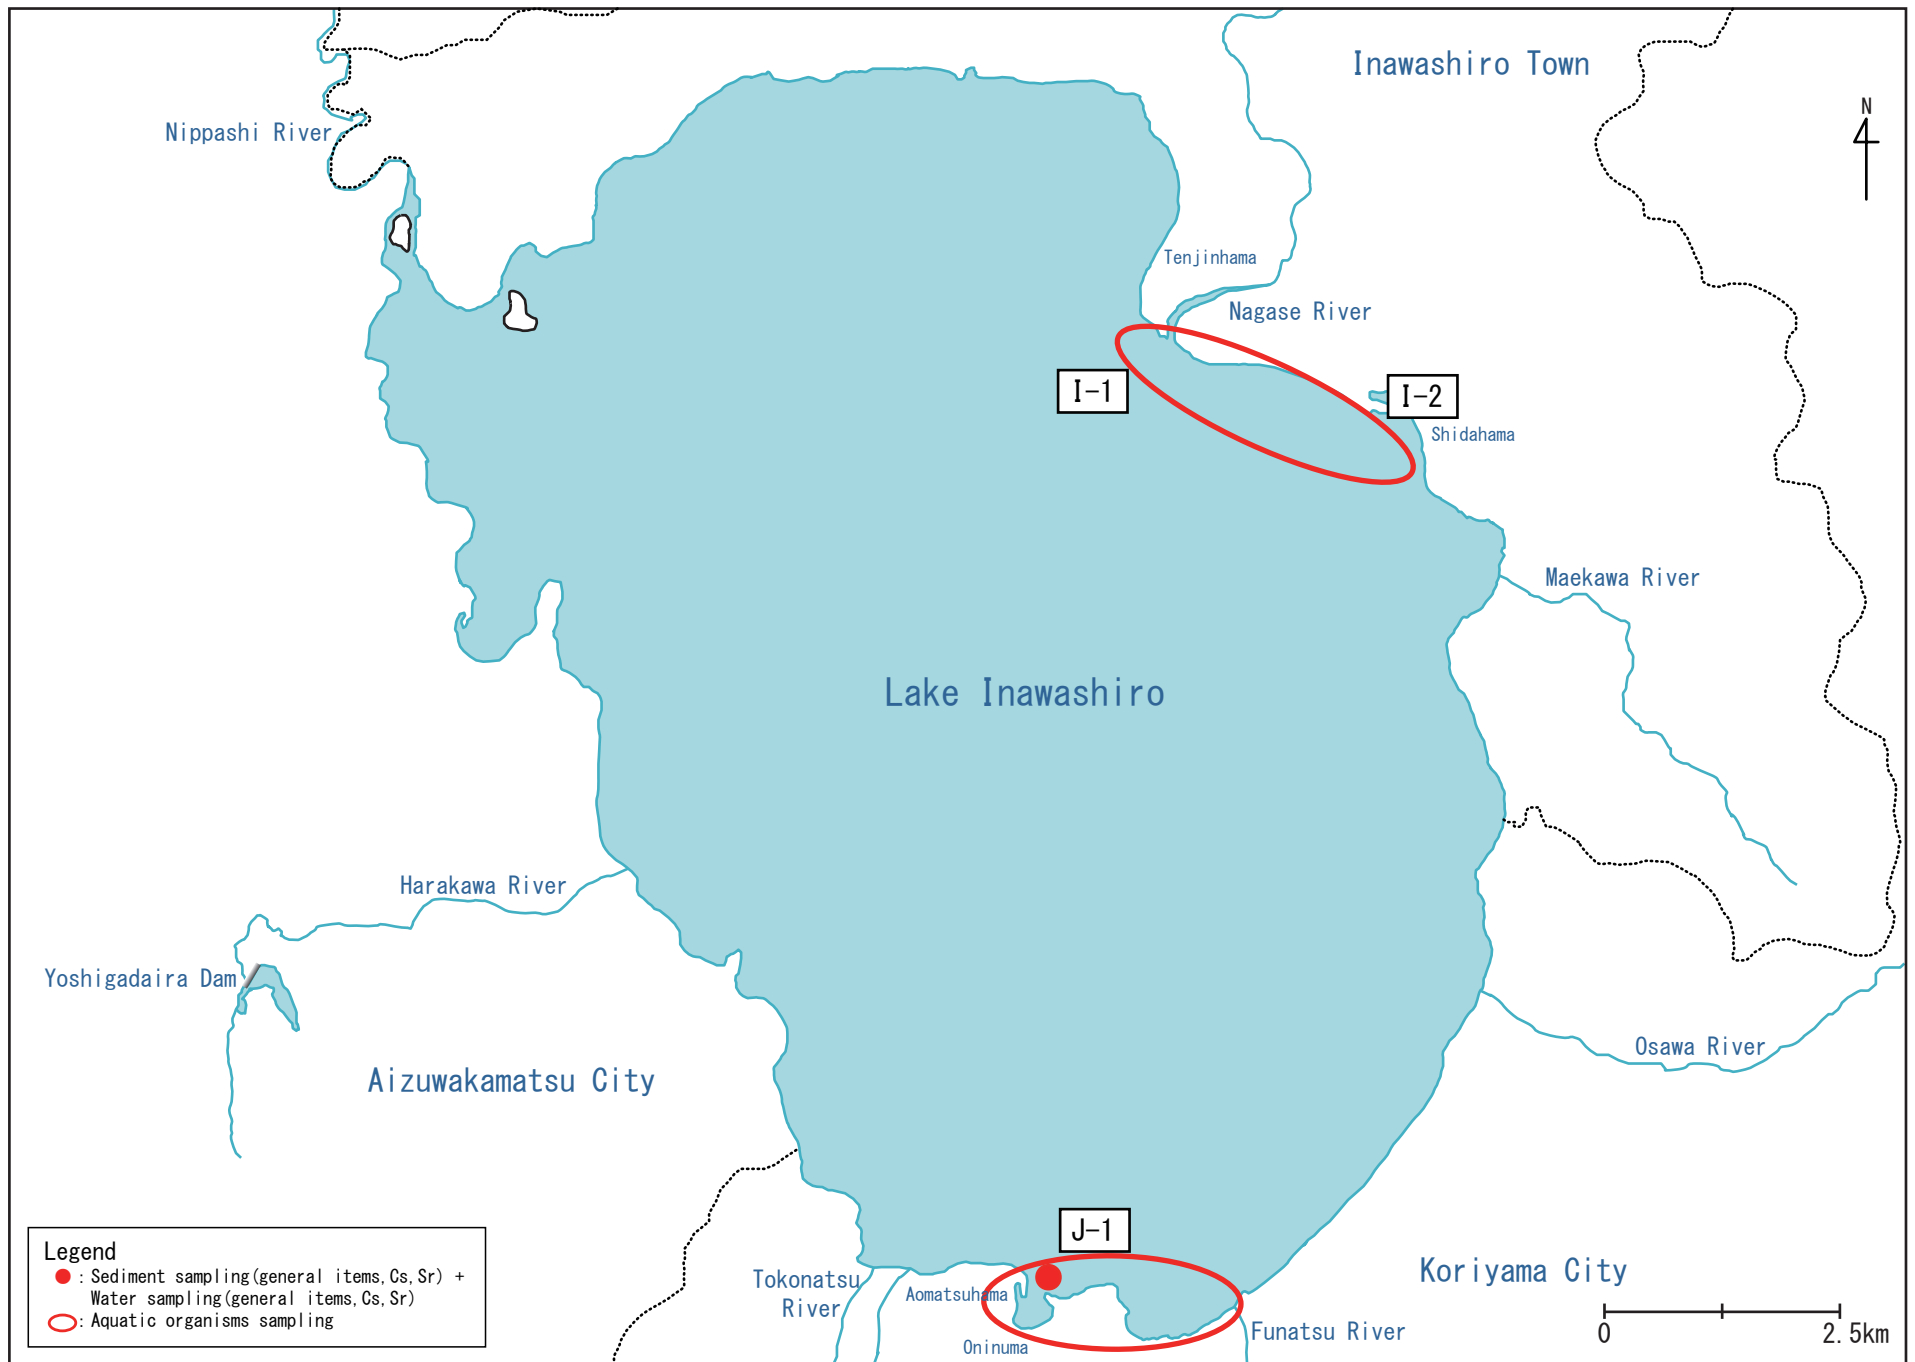 Inawashiro Town
N
Nippashi River
Tenjinhama
Nagase River
I-1
I-2
Shidahama
Maekawa River
Lake Inawashiro
Harakawa River
Yoshigadaira Dam
Osawa River
Aizuwakamatsu City
J-1
Koriyama City
Tokonatsu
River
Aomatsuhama
Oninuma
Funatsu River
0
2.5km
Legend
: Sediment sampling(general items,Cs,Sr) +
Water sampling(general items,Cs,Sr)
: Aquatic organisms sampling